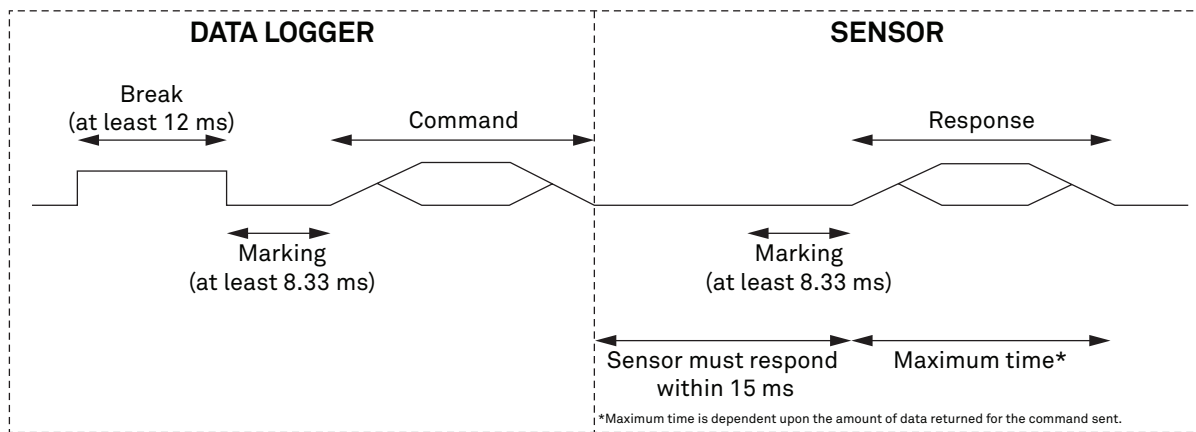 DATA LOGGER
SENSOR
Break
(at least 12 ms)
Command
Response
Marking
(at least 8.33 ms)
Marking
(at least 8.33 ms)
Sensor must respond
within 15 ms
Maximum time*
*Maximum time is dependent upon the amount of data returned for the command sent.